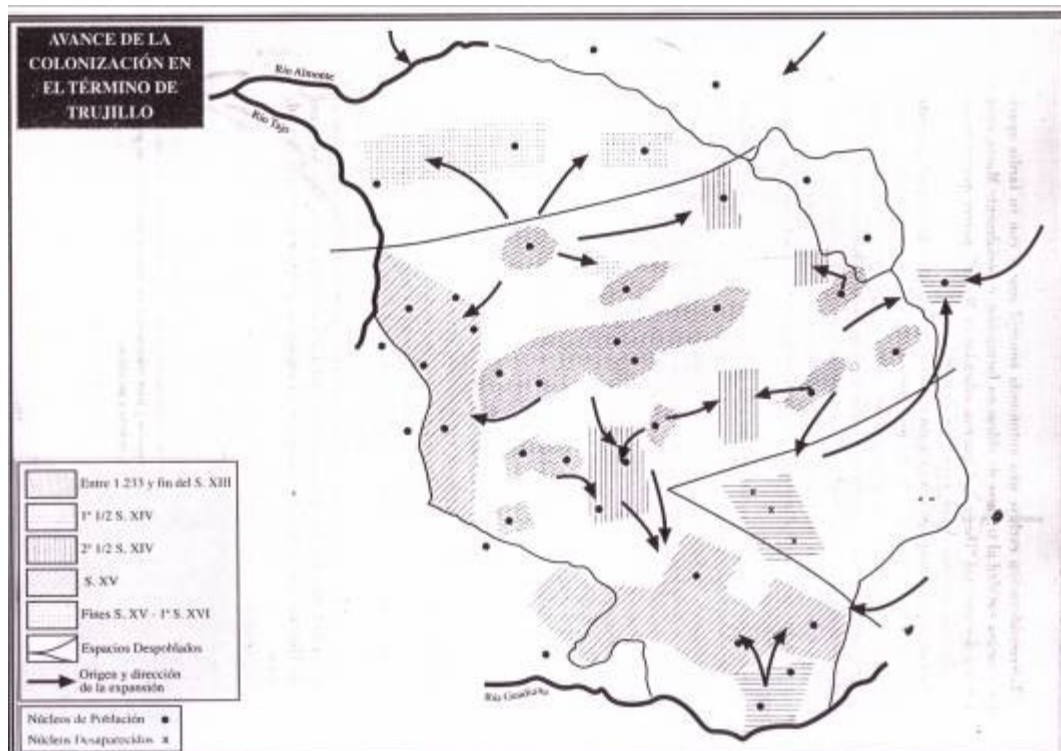 AVANCE DE LA
COLONIZACIÓN EN
EL TÉRMINO DE
TRUJILLO
Río Almonte
Río Tajo
Entre 1.233 y fin del S. XIII
1ª 1/2 S. XIV
2ª 1/2 S. XIV
S. XV
Fines S. XV - 1º S. XVI
Espacios Despoblados
Origen y dirección
de la expansión
Río Guadiana
Núcleos de Población
Núcleos Desaparecidos x